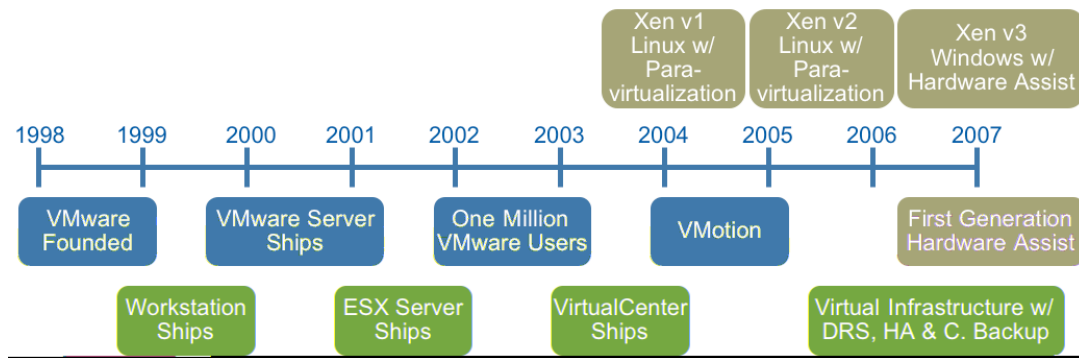 Xen v1
Linux w/
Para-
virtualization
Xen v2
Linux w/
Para-
virtualization
Xen v3
Windows w/
Hardware Assist
1998
1999
2000
2001
2002
2003
2004
2005
2006
2007
VMware
Founded
VMware Server
Ships
One Million
VMware Users
VMotion
First Generation
Hardware Assist
Workstation
Ships
ESX Server
Ships
VirtualCenter
Ships
Virtual Infrastructure w/
DRS, HA & C. Backup